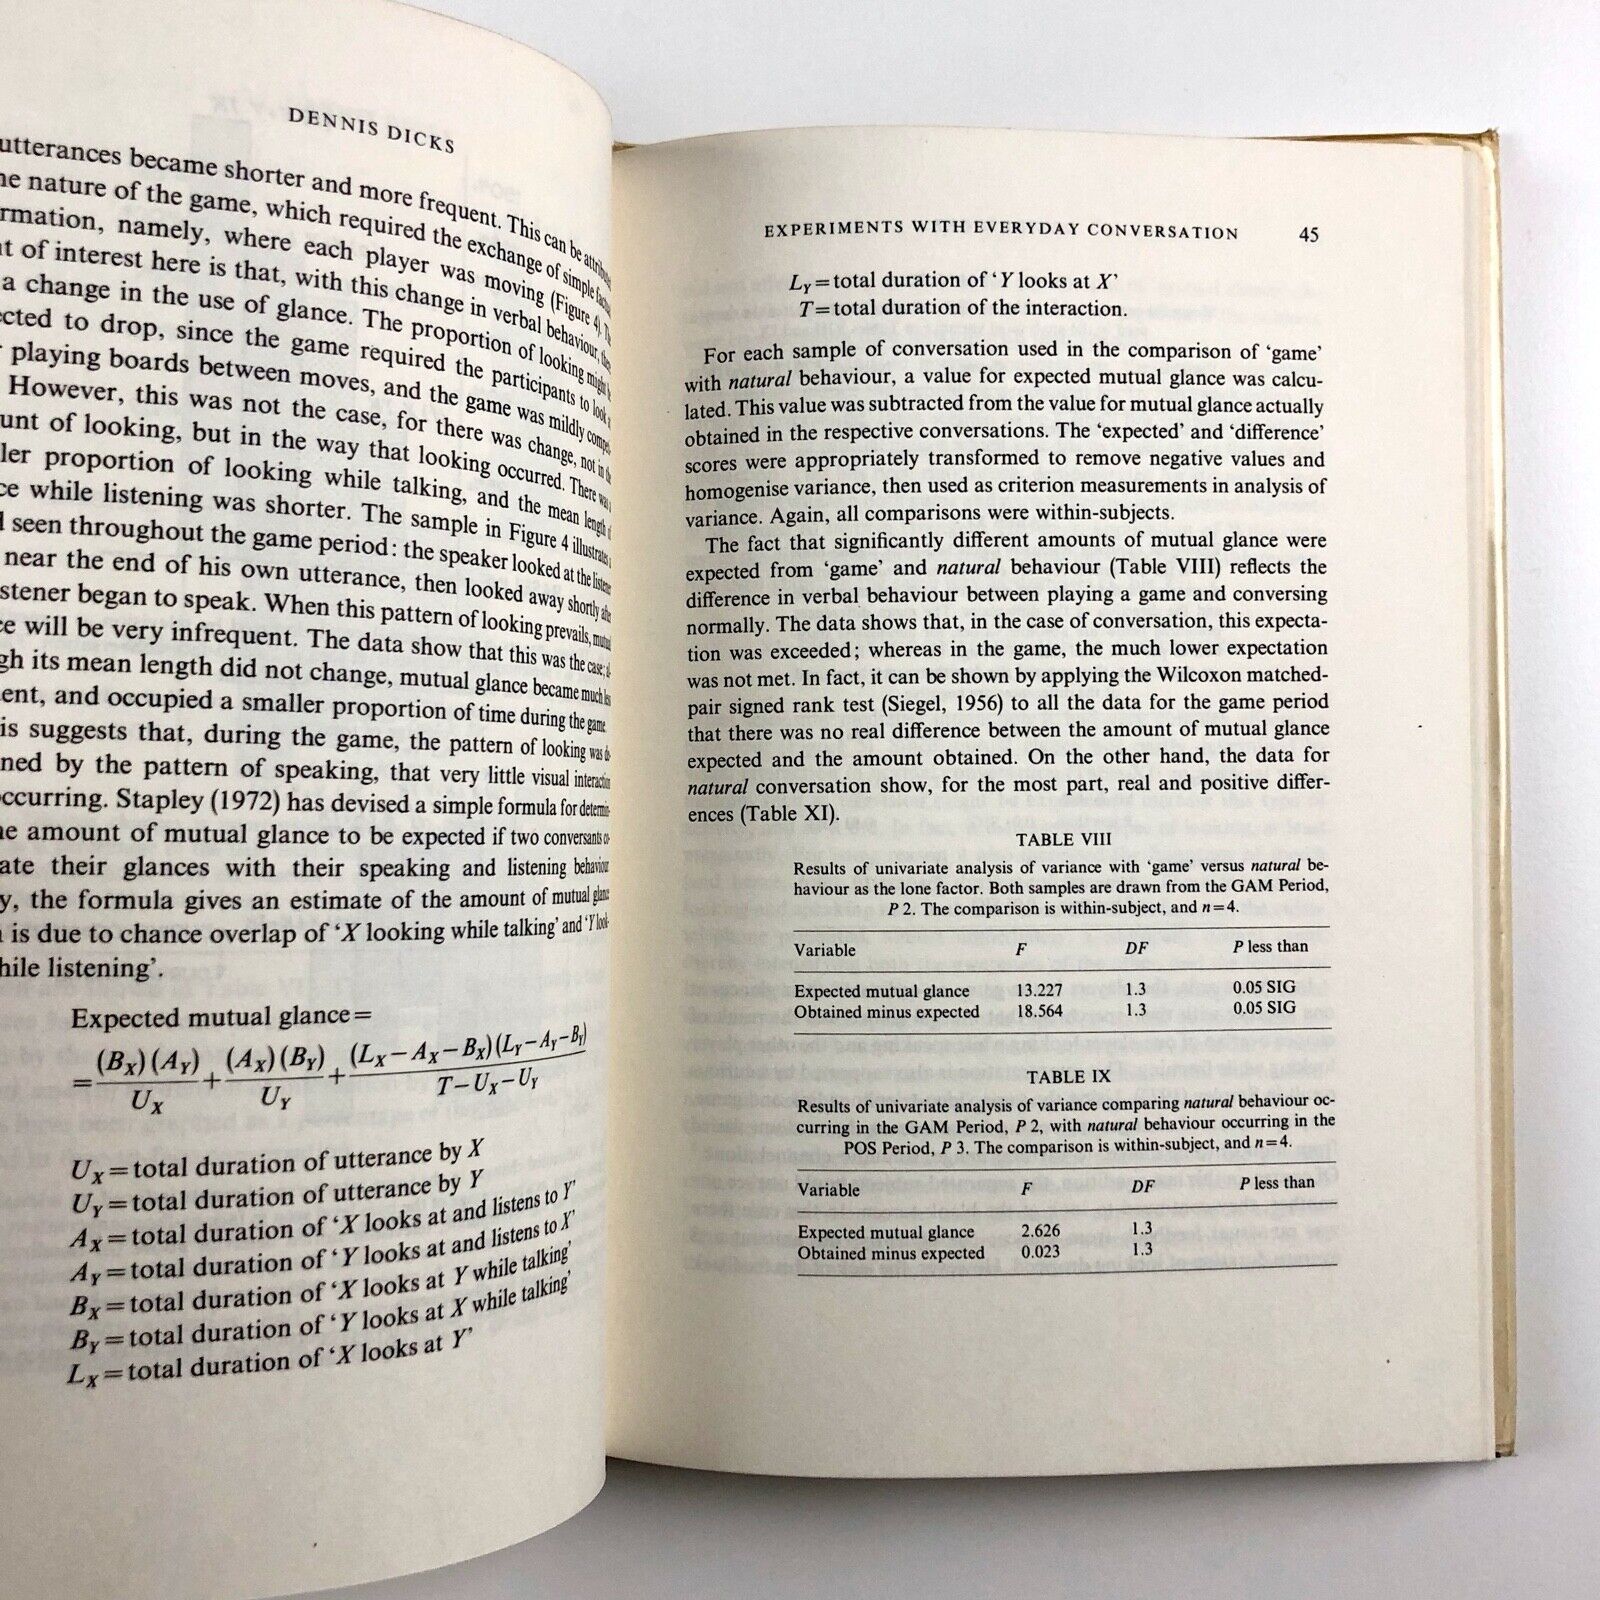 DENNIS DICKS
utterances became shorter and more frequent. This can be
nature of the game, which required the exchange of simple
namely, where each player was moving (Figure 4).
of interest here is that, with this change in verbal behaviour,
a change in the use of glance. The proportion of looking might
to drop, since the game required the participants to look
playing boards between moves, and the game was mildly
However, this was not the case, for there was change, not in the
of looking, but in the way that looking occurred. There was
proportion of looking while talking, and the mean length of
while listening was shorter. The sample in Figure 4 illustrates
seen throughout the game period: the speaker looked at the listener
near the end of his own utterance, then looked away shortly after
began to speak. When this pattern of looking prevails,
will be very infrequent. The data show that this was the case;
its mean length did not change, mutual glance became much less
and occupied a smaller proportion of time during the game
suggests that, during the game, the pattern of looking was
by the pattern of speaking, that very little visual interaction
occurring. Stapley (1972) has devised a simple formula for
amount of mutual glance to be expected if two conversants
their glances with their speaking and listening behaviour
the formula gives an estimate of the amount of mutual glance
is due to chance overlap of 'X looking while talking' and 'Y
listening'.
Expected mutual glance=
=(B_X)(A_Y)/U_X+(A_X)(B_Y)/U_Y+(L_X−A_X−B_X)(L_Y−A_Y−B_Y)/T−U_X−U_Y
U_X=total duration of utterance by X
U_Y=total duration of utterance by Y
A_X=total duration of 'X looks at and listens to Y'
A_Y=total duration of 'Y looks at and listens to X'
B_X=total duration of 'X looks at Y while talking'
B_Y=total duration of 'Y looks at X while talking'
L_X=total duration of 'X looks at Y'
EXPERIMENTS WITH EVERYDAY CONVERSATION 45
L_Y=total duration of 'Y looks at X'
T=total duration of the interaction.
For each sample of conversation used in the comparison of 'game'
with natural behaviour, a value for expected mutual glance was calcu-
lated. This value was subtracted from the value for mutual glance actually
obtained in the respective conversations. The 'expected' and 'difference'
scores were appropriately transformed to remove negative values and
homogenise variance, then used as criterion measurements in analysis of
variance. Again, all comparisons were within-subjects.
The fact that significantly different amounts of mutual glance were
expected from 'game' and natural behaviour (Table VIII) reflects the
difference in verbal behaviour between playing a game and conversing
normally. The data shows that, in the case of conversation, this expecta-
tion was exceeded; whereas in the game, the much lower expectation
was not met. In fact, it can be shown by applying the Wilcoxon matched-
pair signed rank test (Siegel, 1956) to all the data for the game period
that there was no real difference between the amount of mutual glance
expected and the amount obtained. On the other hand, the data for
natural conversation show, for the most part, real and positive differ-
ences (Table XI).
TABLE VIII
Results of univariate analysis of variance with 'game' versus natural be-
haviour as the lone factor. Both samples are drawn from the GAM Period,
P 2. The comparison is within-subject, and n=4.
Variable F DF P less than
Expected mutual glance 13.227 1.3 0.05 SIG
Obtained minus expected 18.564 1.3 0.05 SIG
TABLE IX
Results of univariate analysis of variance comparing natural behaviour oc-
curring in the GAM Period, P 2, with natural behaviour occurring in the
POS Period, P 3. The comparison is within-subject, and n=4.
Variable F DF P less than
Expected mutual glance 2.626 1.3
Obtained minus expected 0.023 1.3